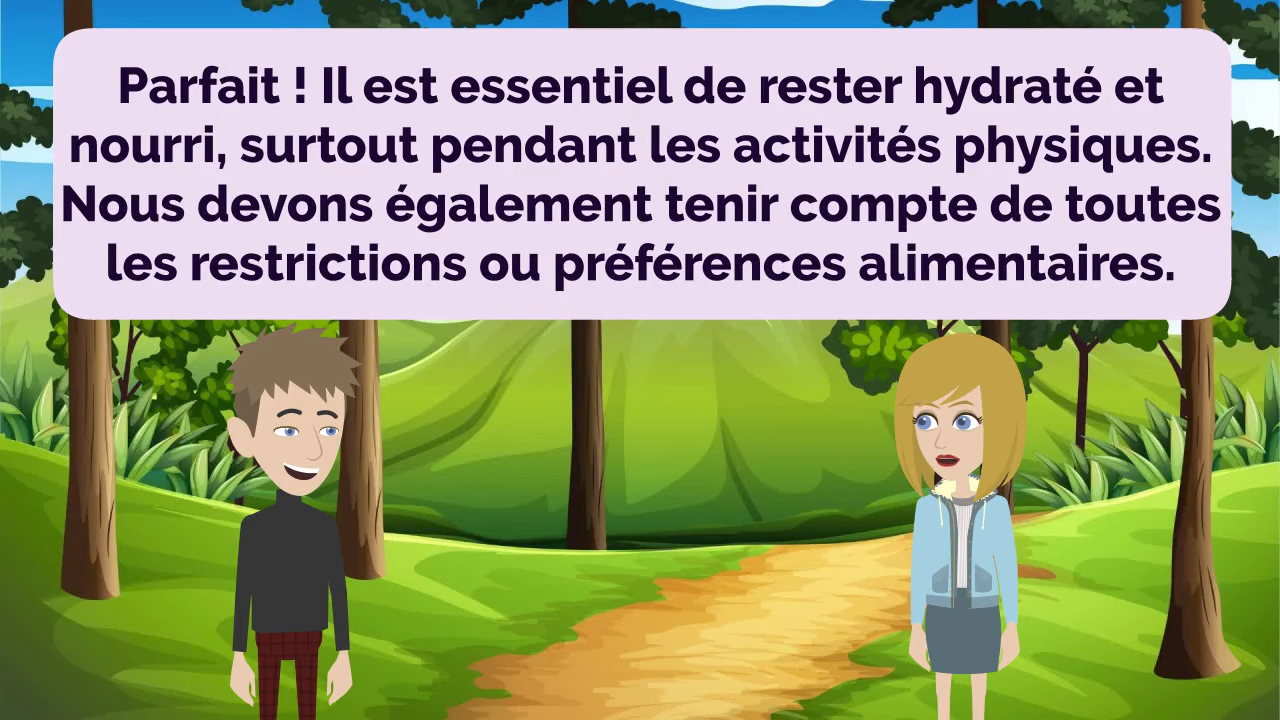 Parfait ! Il est essentiel de rester hydraté et
nourri, surtout pendant les activités physiques.
Nous devons également tenir compte de toutes
les restrictions ou préférences alimentaires.